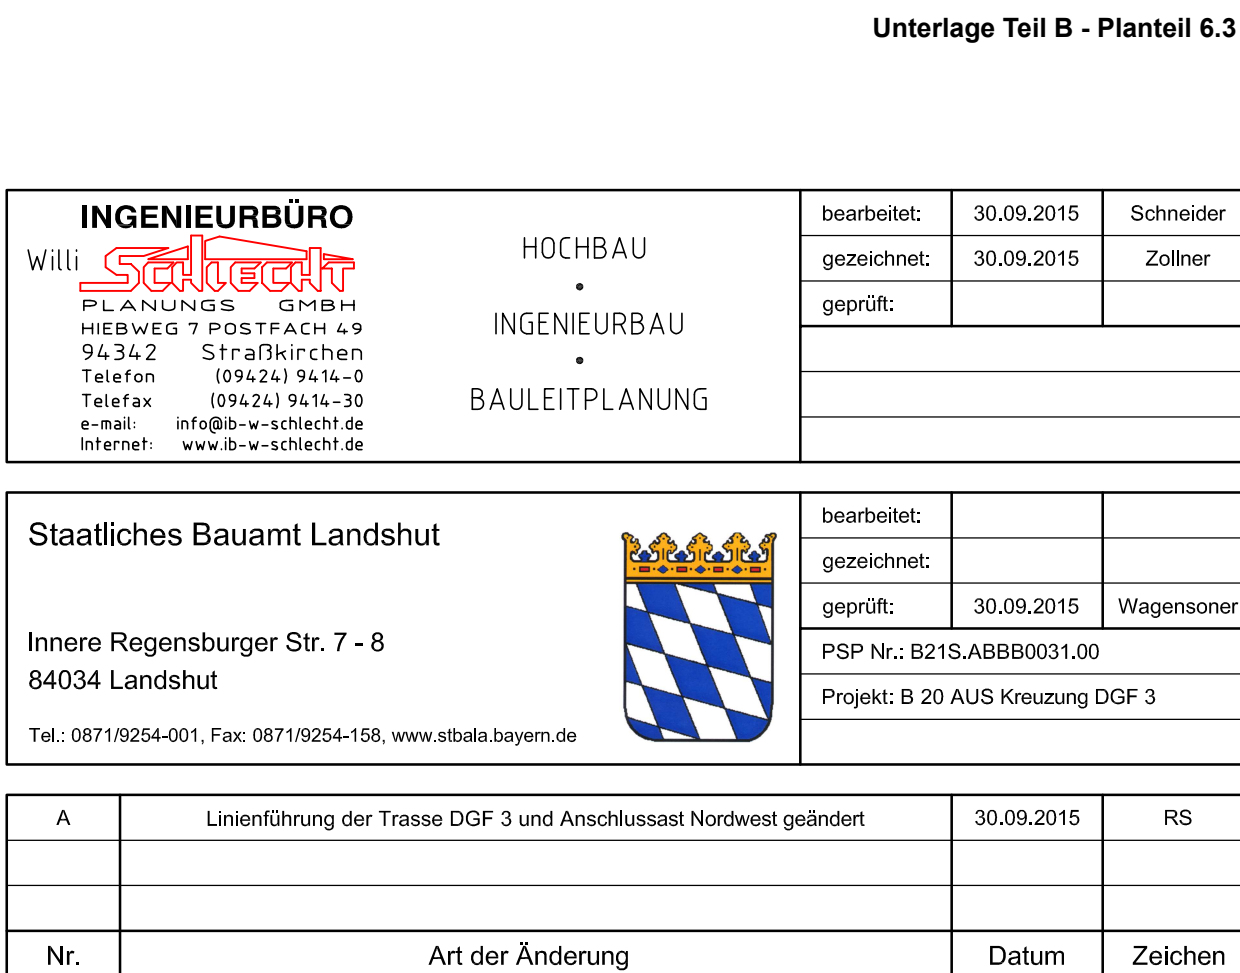 Unterlage Teil B - Planteil 6.3
INGENIEURBÜRO
Willi SCHLECHT
PLANUNGS GMBH
HIEBWEG 7 POSTFACH 49
94342 Straßkirchen
Telefon (09424) 9414-0
Telefax (09424) 9414-30
e-mail: info@ib-w-schlecht.de
Internet: www.ib-w-schlecht.de
HOCHBAU
•
INGENIEURBAU
•
BAULEITPLANUNG
bearbeitet: 30.09.2015 Schneider
gezeichnet: 30.09.2015 Zollner
geprüft:
Staatliches Bauamt Landshut
Innere Regensburger Str. 7 - 8
84034 Landshut
Tel.: 0871/9254-001, Fax: 0871/9254-158, www.stbala.bayern.de
bearbeitet:
gezeichnet:
geprüft: 30.09.2015 Wagensoner
PSP Nr.: B21S.ABBB0031.00
Projekt: B 20 AUS Kreuzung DGF 3
A Linienführung der Trasse DGF 3 und Anschlussast Nordwest geändert 30.09.2015 RS
Nr. Art der Änderung Datum Zeichen